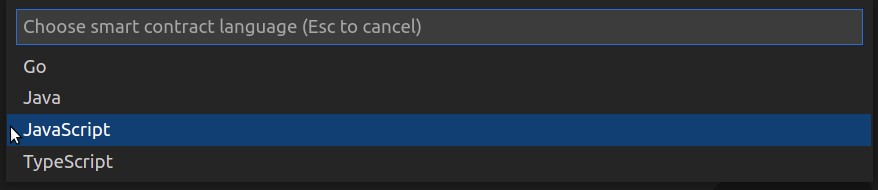 Choose smart contract language (Esc to cancel)
Go
Java
JavaScript
TypeScript